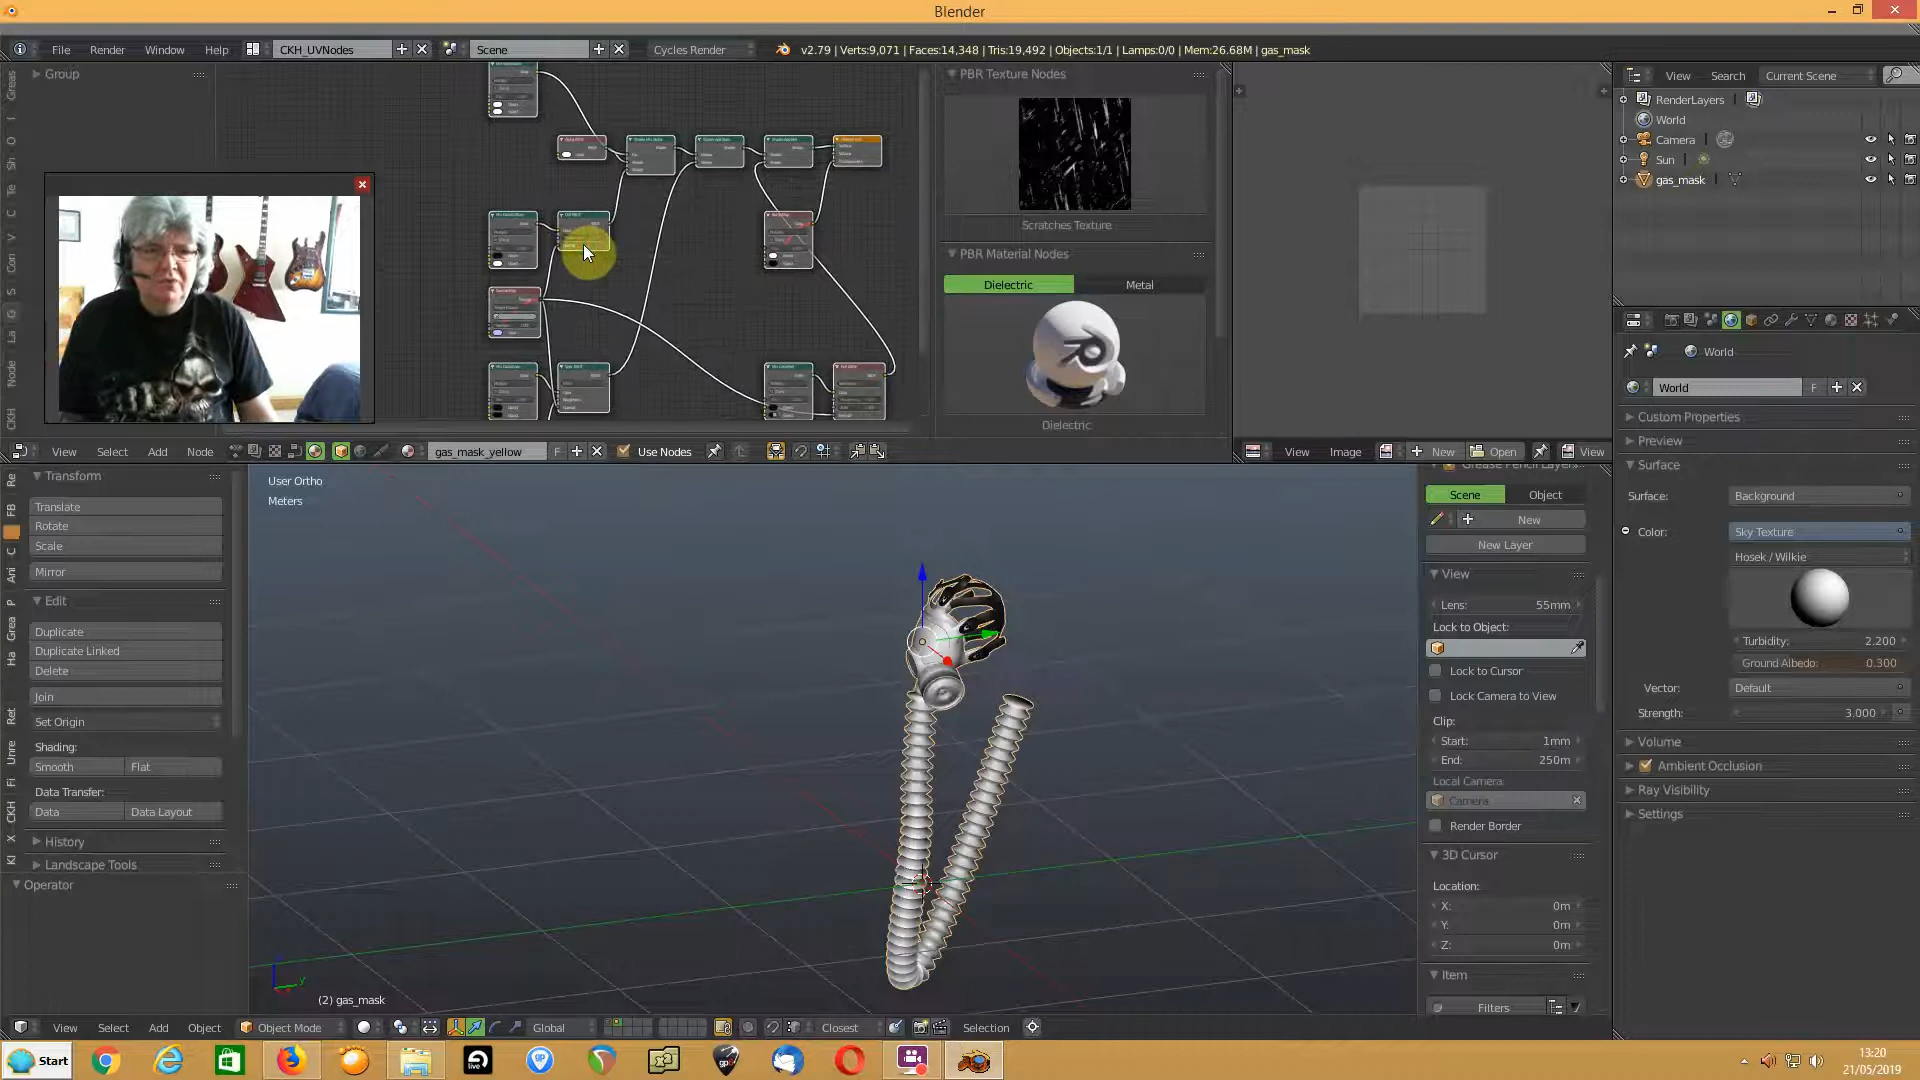 Blender
File Render Window Help CKH_UVNodes Scene Cycles Render v2.79 | Verts:9,071 | Faces:14,348 | Tris:19,492 | Objects:1/1 | Lamps:0/0 | Mem:26.68M | gas_mask
Group
PBR Texture Nodes
Scratches Texture
PBR Material Nodes
Dielectric Metal
Dielectric
View Select Add Node gas_mask_yellow F Use Nodes
View Image New Open View
View Search Current Scene
RenderLayers
World
Camera
Sun
gas_mask
World
World F
Custom Properties
Preview
Surface
Surface: Background
Color: Sky Texture
Hosek / Wilkie
Turbidity: 2.200
Ground Albedo: 0.300
Vector: Default
Strength: 3.000
Volume
Ambient Occlusion
Ray Visibility
Settings
Transform
Translate
Rotate
Scale
Mirror
Edit
Duplicate
Duplicate Linked
Delete
Join
Set Origin
Shading:
Smooth Flat
Data Transfer:
Data Data Layout
History
Landscape Tools
Operator
User Ortho
Meters
(2) gas_mask
Grease Pencil Layers
Scene Object
New
New Layer
View
Lens: 55mm
Lock to Object:
Lock to Cursor
Lock Camera to View
Clip:
Start: 1mm
End: 250m
Local Camera:
Camera
Render Border
3D Cursor
Location:
X: 0m
Y: 0m
Z: 0m
Item
Filters
View Select Add Object Object Mode Global Closest Selection
Start
live
13:20
21/05/2019